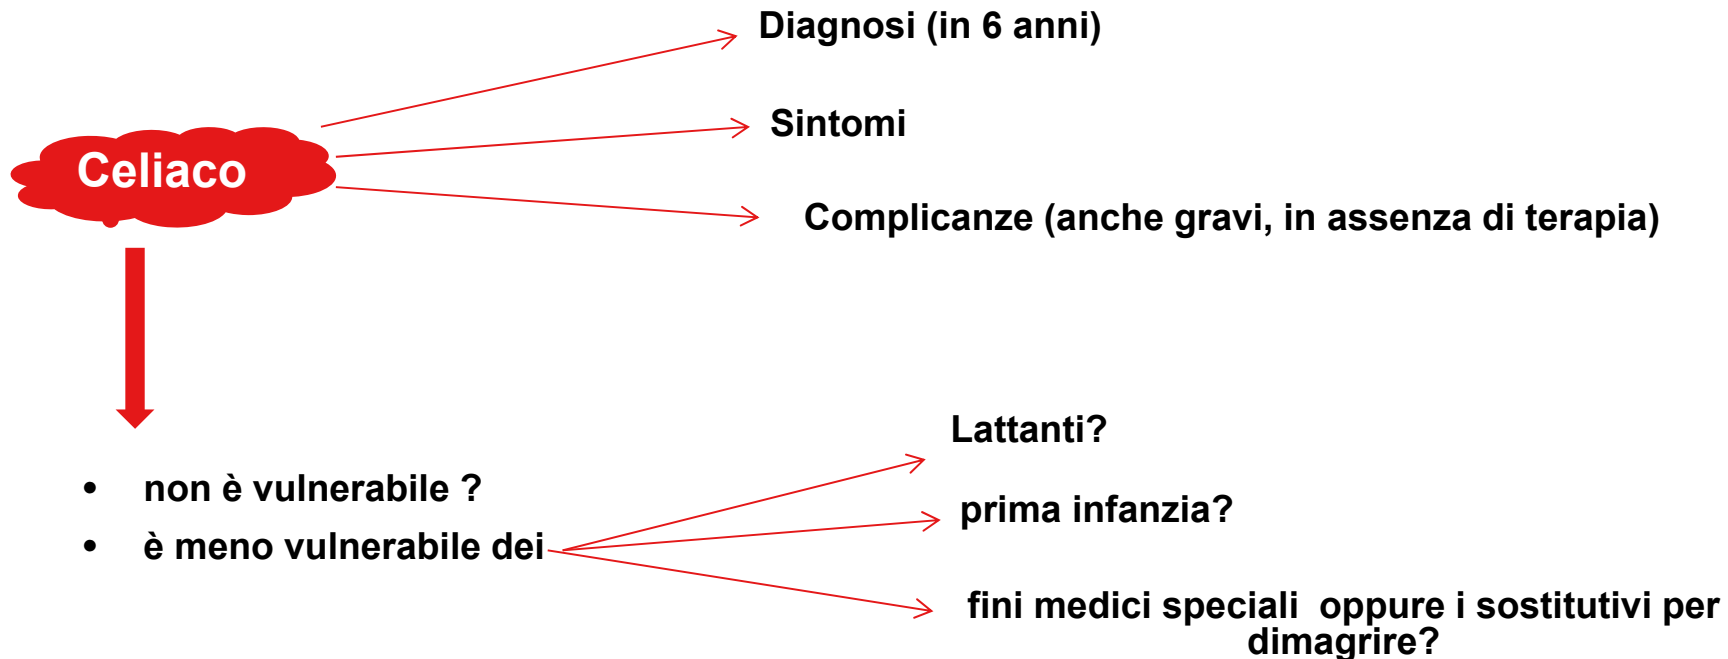 Diagnosi (in 6 anni)
Sintomi
Celiaco
Complicanze (anche gravi, in assenza di terapia)
Lattanti?
• non è vulnerabile ?
prima infanzia?
• è meno vulnerabile dei
fini medici speciali oppure i sostitutivi per
dimagrire?